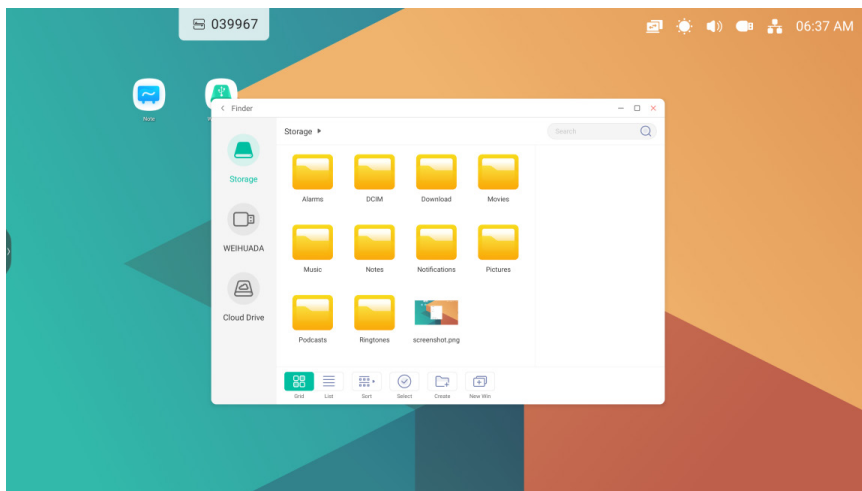 039967
06:37 AM
Note
Finder
Storage
Search
Storage
WEIHUADA
Cloud Drive
Alarms
DCIM
Download
Movies
Music
Notes
Notifications
Pictures
Podcasts
Ringtones
screenshot.png
Grid
List
Sort
Select
Create
New Win